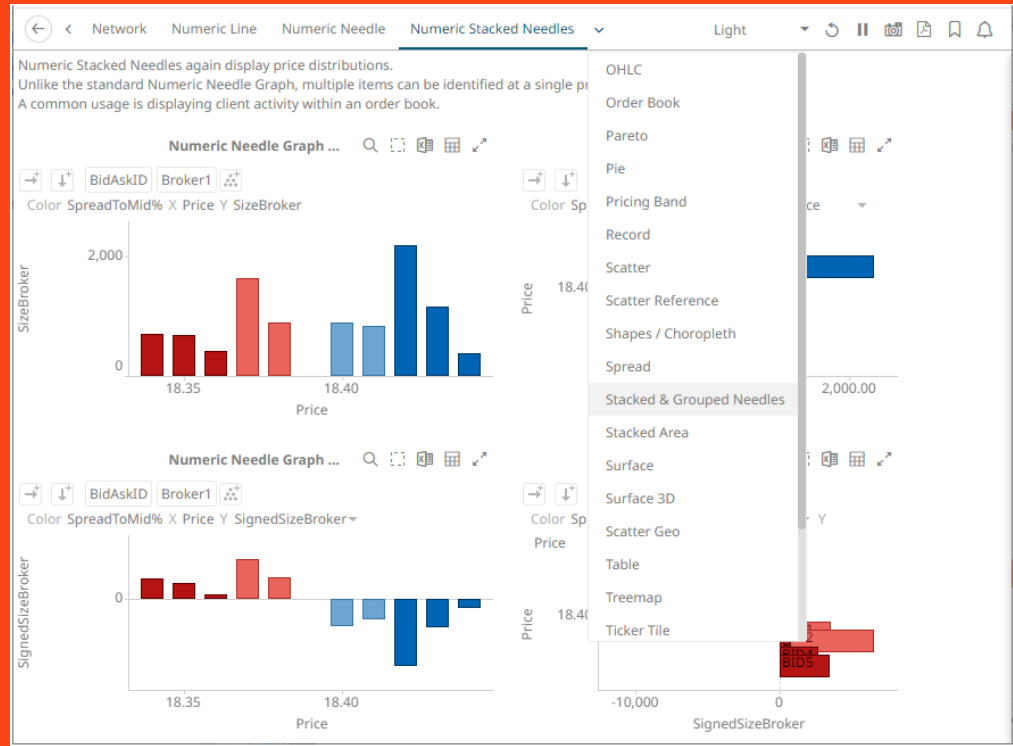 Network Numeric Line Numeric Needle Numeric Stacked Needles Light
Numeric Stacked Needles again display price distributions.
Unlike the standard Numeric Needle Graph, multiple items can be identified at a single pr
A common usage is displaying client activity within an order book.
Numeric Needle Graph ...
BidAskID Broker1
Color SpreadToMid% X Price Y SizeBroker
SizeBroker
2,000
0
18.35 18.40
Price
Color Sp
ce
Price
18.40
2,000.00
Numeric Needle Graph ...
BidAskID Broker1
Color SpreadToMid% X Price Y SignedSizeBroker
SignedSizeBroker
0
18.35 18.40
Price
Color Sp
Y
Price
Price
18.40
2
BID4
BID5
-10,000 0
SignedSizeBroker
OHLC
Order Book
Pareto
Pie
Pricing Band
Record
Scatter
Scatter Reference
Shapes / Choropleth
Spread
Stacked & Grouped Needles
Stacked Area
Surface
Surface 3D
Scatter Geo
Table
Treemap
Ticker Tile